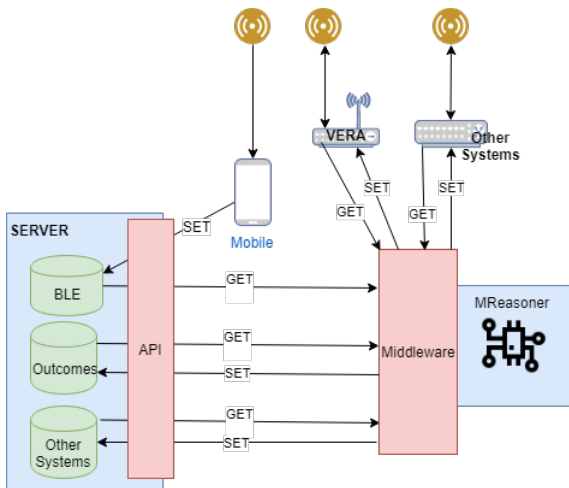 VERA
Other
Systems
SET
GET
SET
GET
SET
SERVER
Mobile
BLE
GET
MReasoner
API
Middleware
GET
Outcomes
SET
GET
Other
Systems
SET